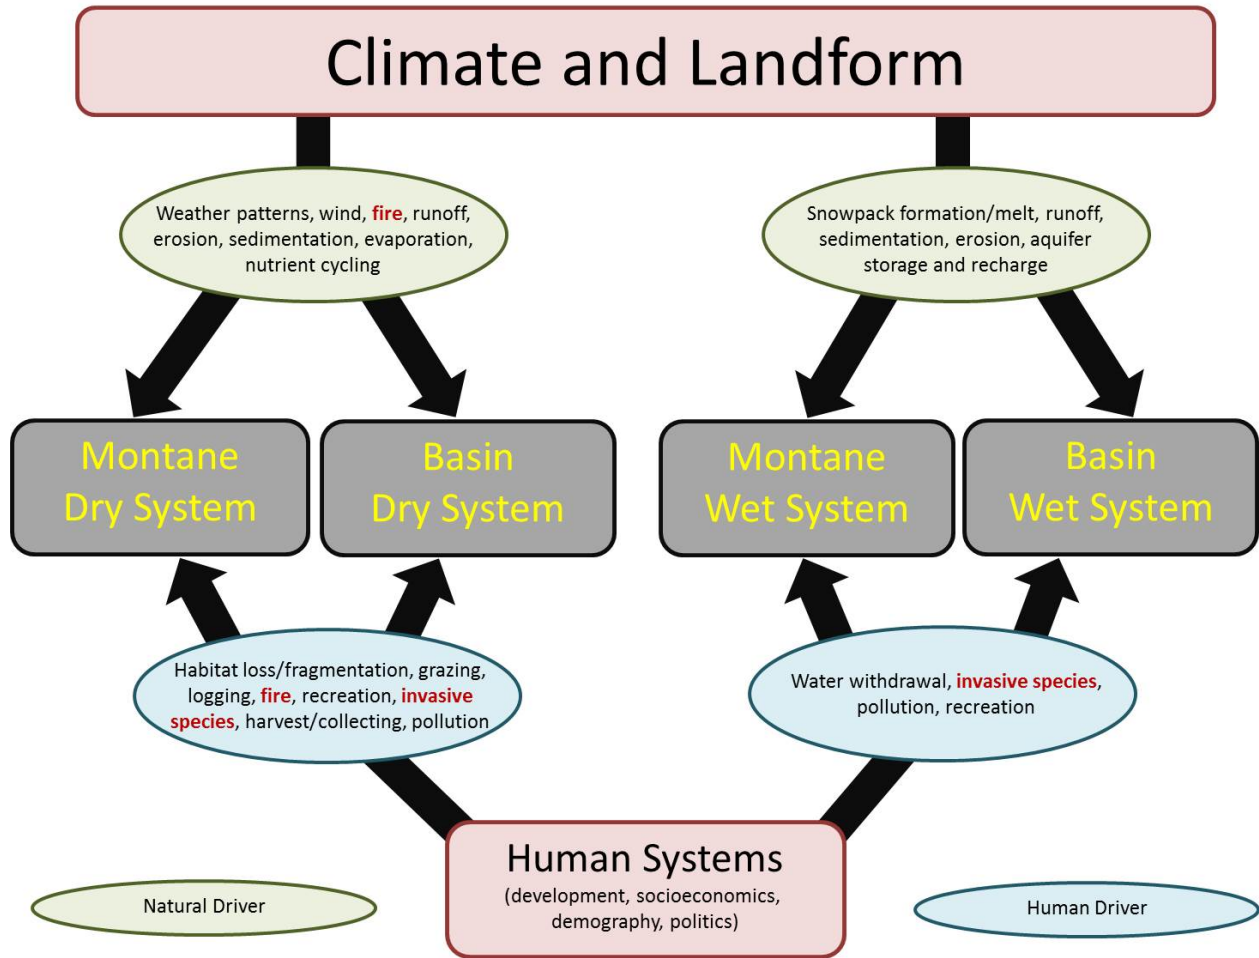 Climate and Landform
Weather patterns, wind, fire, runoff,
erosion, sedimentation, evaporation,
nutrient cycling
Snowpack formation/melt, runoff,
sedimentation, erosion, aquifer
storage and recharge
Montane
Dry System
Basin
Dry System
Montane
Wet System
Basin
Wet System
Habitat loss/fragmentation, grazing,
logging, fire, recreation, invasive
species, harvest/collecting, pollution
Water withdrawal, invasive species,
pollution, recreation
Human Systems
(development, socioeconomics,
demography, politics)
Natural Driver
Human Driver